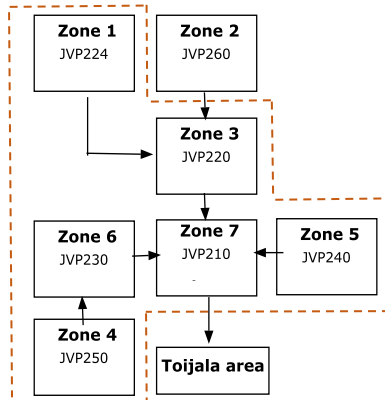 Zone 1
JVP224
Zone 2
JVP260
Zone 3
JVP220
Zone 6
JVP230
Zone 7
JVP210
-
Zone 5
JVP240
Zone 4
JVP250
Toijala area